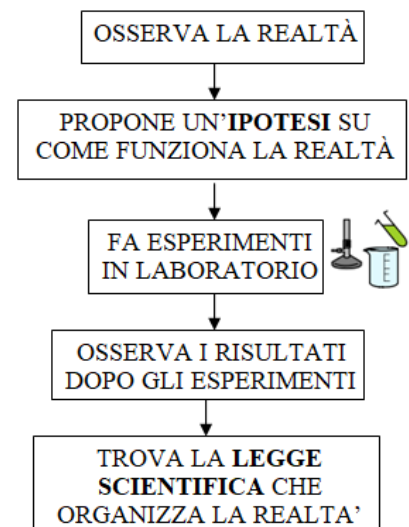 OSSERVA LA REALTÀ
PROPONE UN'IPOTESI SU
COME FUNZIONA LA REALTÀ
FA ESPERIMENTI
IN LABORATORIO
OSSERVA I RISULTATI
DOPO GLI ESPERIMENTI
TROVA LA LEGGE
SCIENTIFICA CHE
ORGANIZZA LA REALTA'